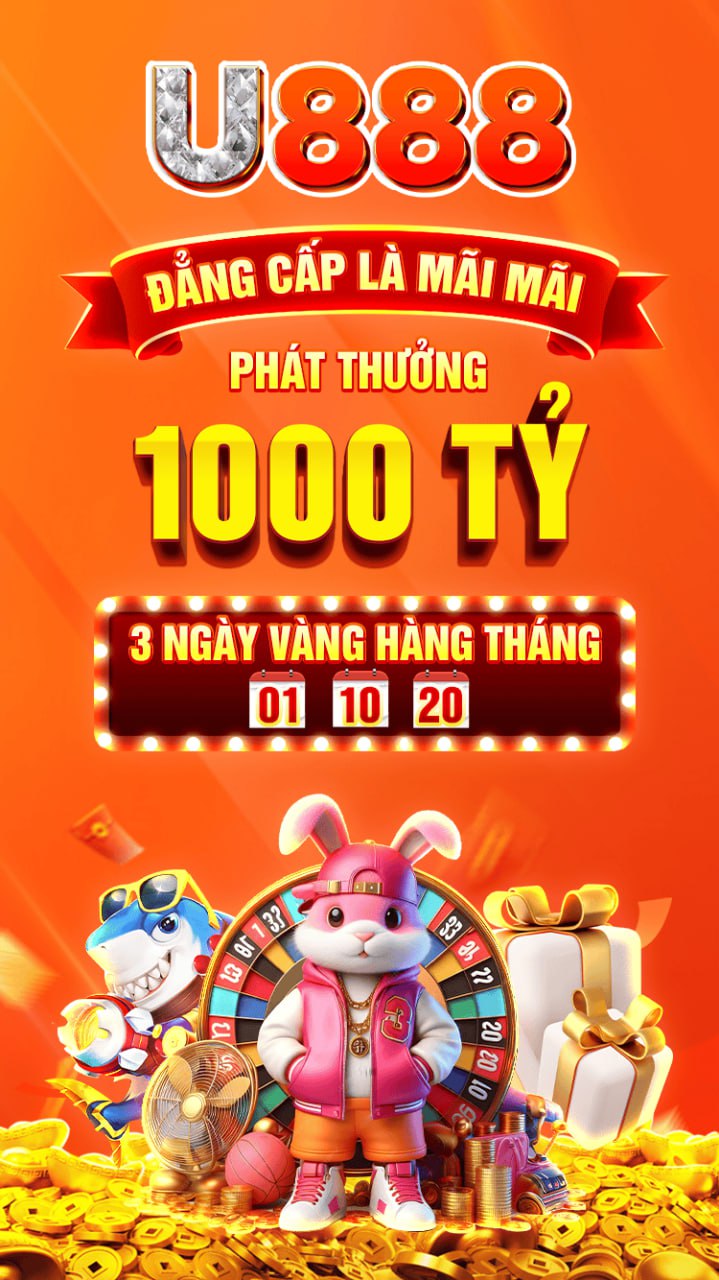 U888
ĐẲNG CẤP LÀ MÃI MÃI
PHÁT THƯỞNG
1000 TỶ
3 NGÀY VÀNG HÀNG THÁNG
01 10 20